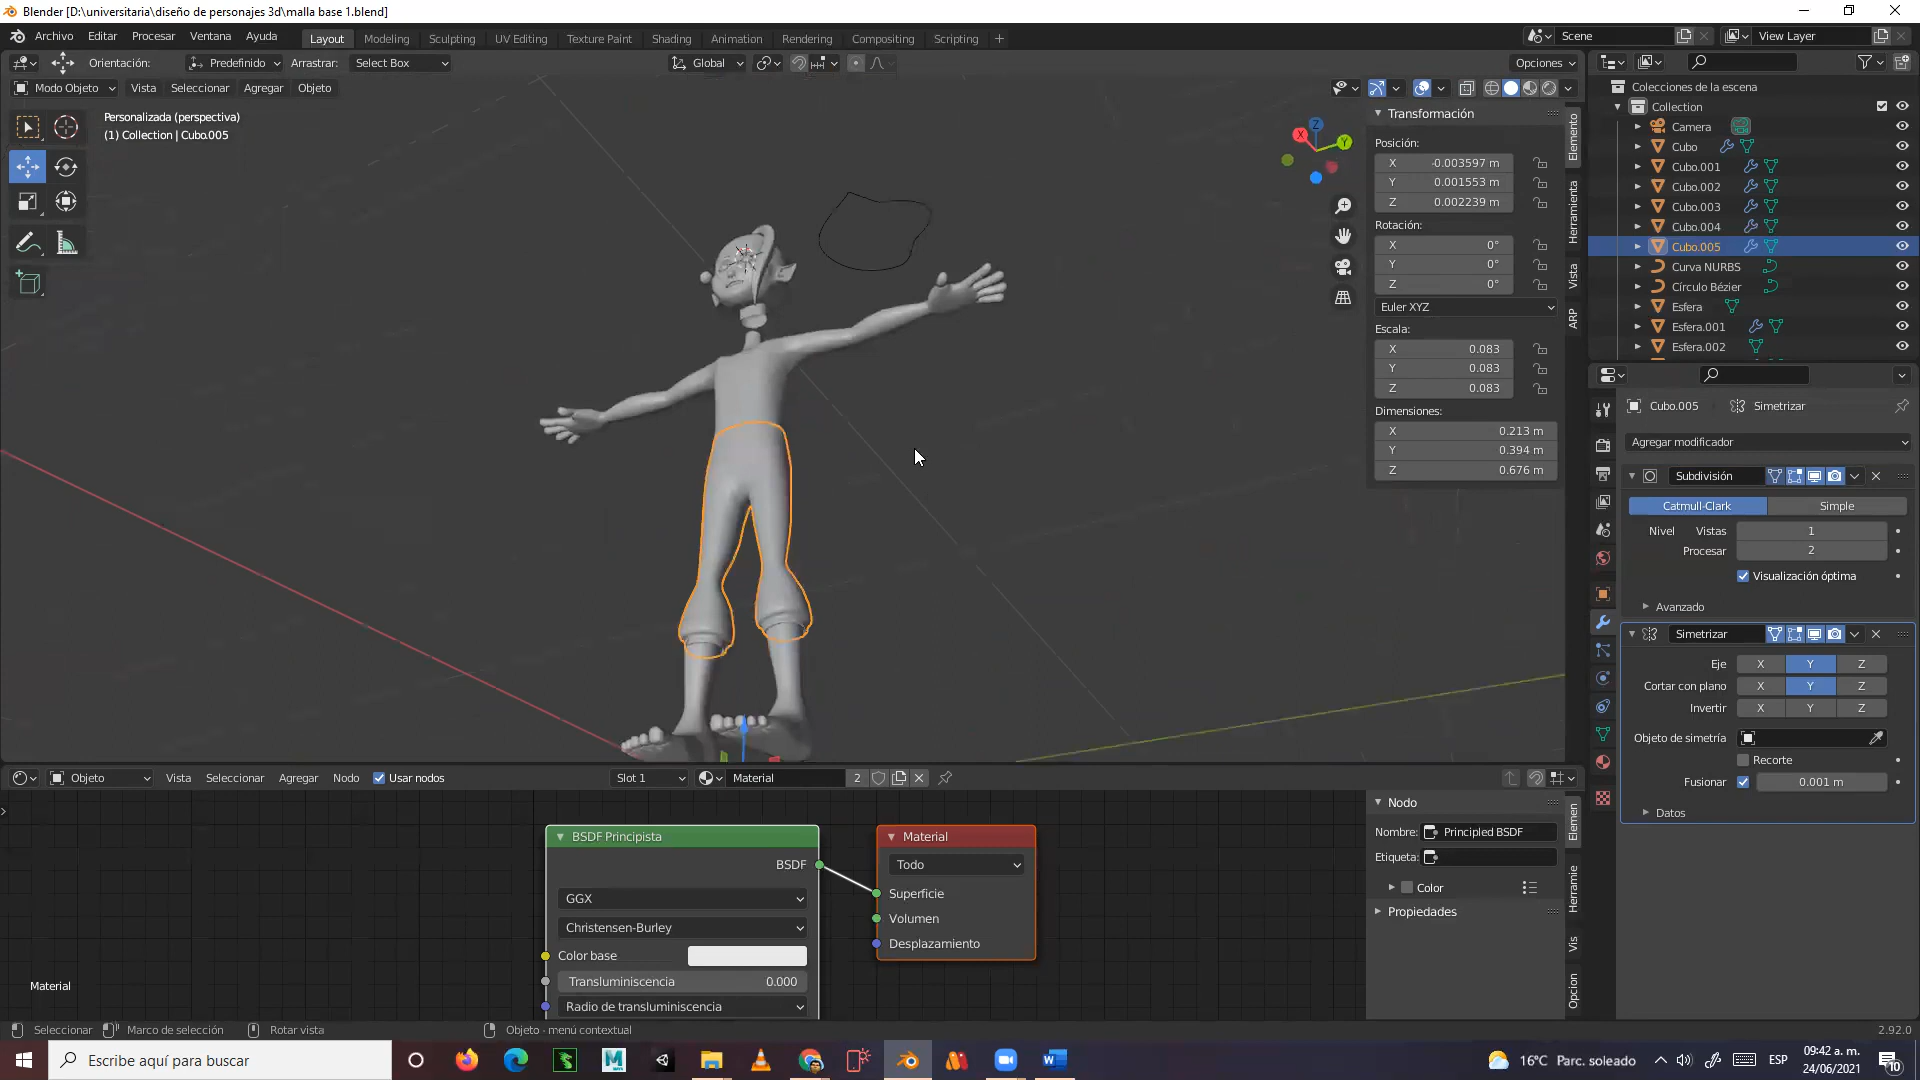 Blender [D:\universitaria\diseño de personajes 3d\malla base 1.blend]
Archivo Editar Procesar Ventana Ayuda Layout Modeling Sculpting UV Editing Texture Paint Shading Animation Rendering Compositing Scripting + Scene View Layer
Orientación: Predefinido Arrastrar: Select Box Global Opciones
Modo Objeto Vista Seleccionar Agregar Objeto
Personalizada (perspectiva)
(1) Collection | Cubo.005
X Y Z
Transformación
Posición:
X -0.003597 m
Y 0.001553 m
Z 0.002239 m
Rotación:
X 0°
Y 0°
Z 0°
Euler XYZ
Escala:
X 0.083
Y 0.083
Z 0.083
Dimensiones:
X 0.213 m
Y 0.394 m
Z 0.676 m
Elemento
Herramienta
Vista
ARP
Colecciones de la escena
Collection
Camera
Cubo
Cubo.001
Cubo.002
Cubo.003
Cubo.004
Cubo.005
Curva NURBS
Círculo Bézier
Esfera
Esfera.001
Esfera.002
Cubo.005 Simetrizar
Agregar modificador
Subdivisión
Catmull-Clark Simple
Nivel Vistas 1
Procesar 2
Visualización óptima
Avanzado
Simetrizar
Eje X Y Z
Cortar con plano X Y Z
Invertir X Y Z
Objeto de simetría
Recorte
Fusionar 0.001 m
Datos
Objeto Vista Seleccionar Agregar Nodo Usar nodos Slot 1 Material 2
BSDF Principista
BSDF
GGX
Christensen-Burley
Color base
Transluminiscencia 0.000
Radio de transluminiscencia
Material
Todo
Superficie
Volumen
Desplazamiento
Material
Nodo
Nombre: Principled BSDF
Etiqueta:
Color
Propiedades
Elemen
Herramie
Vis
Opcion
Seleccionar Marco de selección Rotar vista Objeto - menú contextual 2.92.0
Escribe aquí para buscar
16°C Parc. soleado ESP 09:42 a. m.
24/06/2021
10